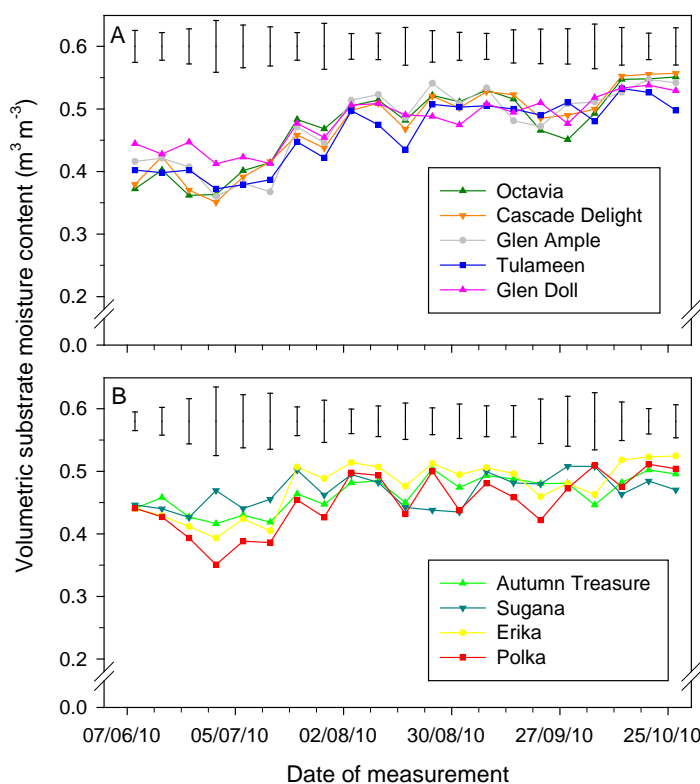 Volumetric substrate moisture content (m³ m⁻³)
A
0.6
0.5
0.4
0.3
0.2
0.0
Octavia
Cascade Delight
Glen Ample
Tulameen
Glen Doll
B
0.6
0.5
0.4
0.3
0.2
0.0
Autumn Treasure
Sugana
Erika
Polka
07/06/10 05/07/10 02/08/10 30/08/10 27/09/10 25/10/10
Date of measurement